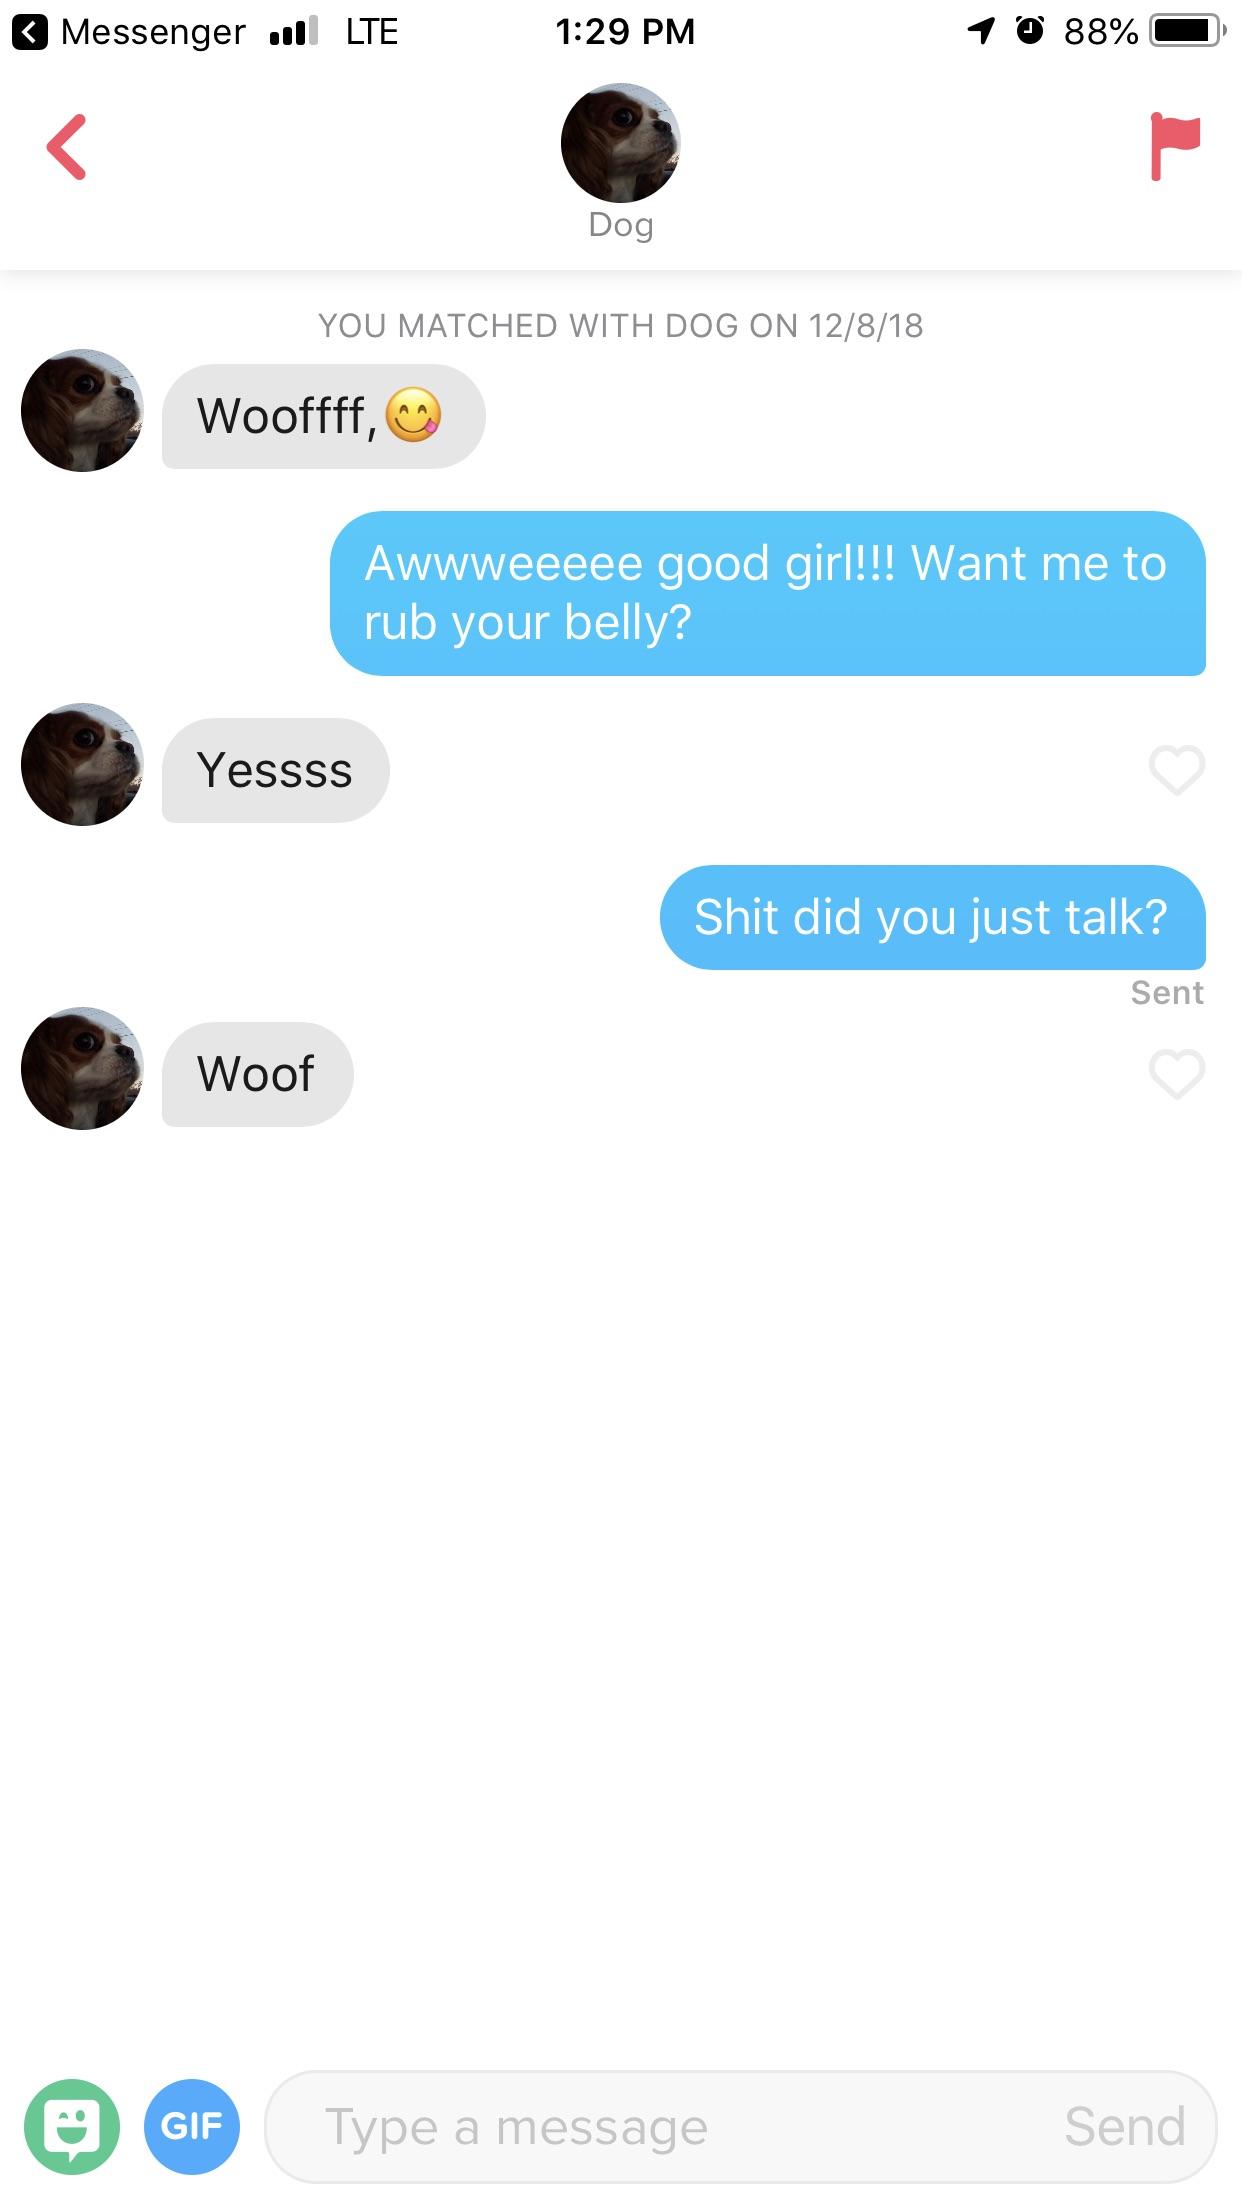 Messenger LTE 1:29 PM 88%
Dog
YOU MATCHED WITH DOG ON 12/8/18
Wooffff,😋
Awwweeeee good girl!!! Want me to
rub your belly?
Yessss
Shit did you just talk?
Sent
Woof
GIF Type a message Send